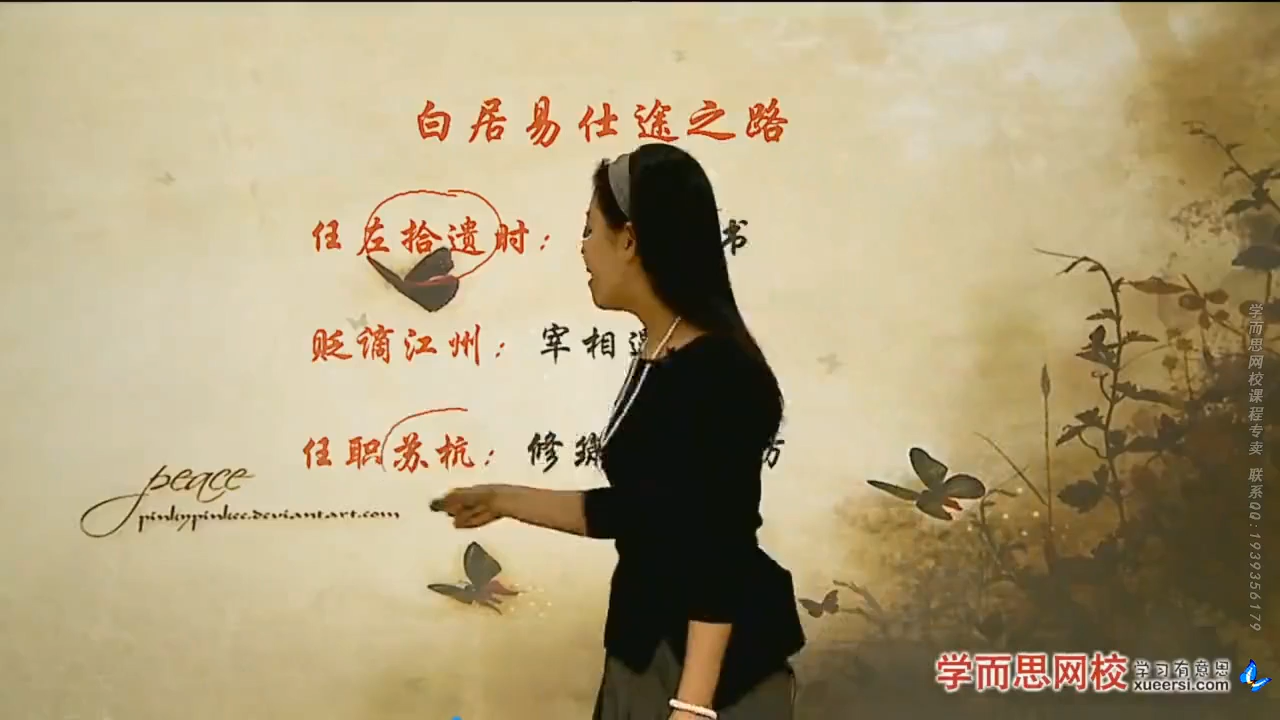 白居易仕途之路
任左拾遗时： 书
贬谪江州：宰相遇
任职苏杭：修 坊
peace
pinkypinkee.deviantart.com
学而思网校课程专卖 联系QQ:1939356179
学而思网校 学习有意思
xueersi.com